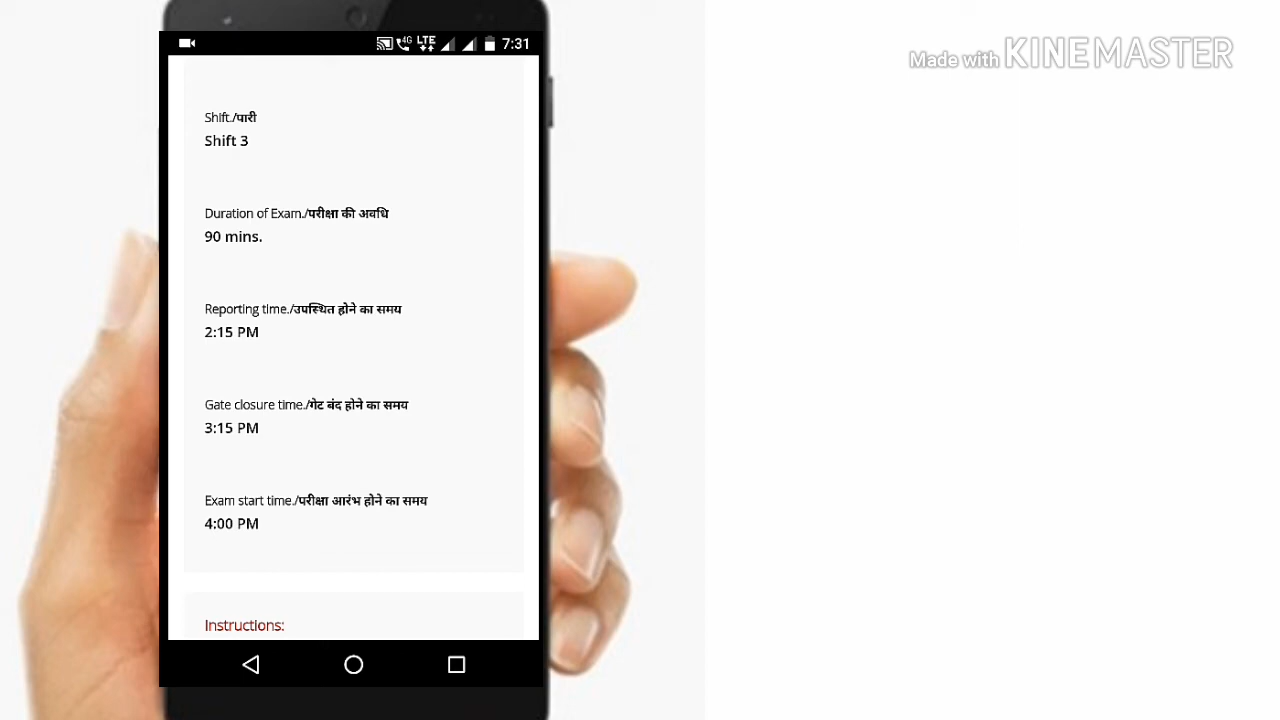 4G LTE 7:31
Made with KINEMASTER
Shift./पारी
Shift 3
Duration of Exam./परीक्षा की अवधि
90 mins.
Reporting time./उपस्थित होने का समय
2:15 PM
Gate closure time./गेट बंद होने का समय
3:15 PM
Exam start time./परीक्षा आरंभ होने का समय
4:00 PM
Instructions: